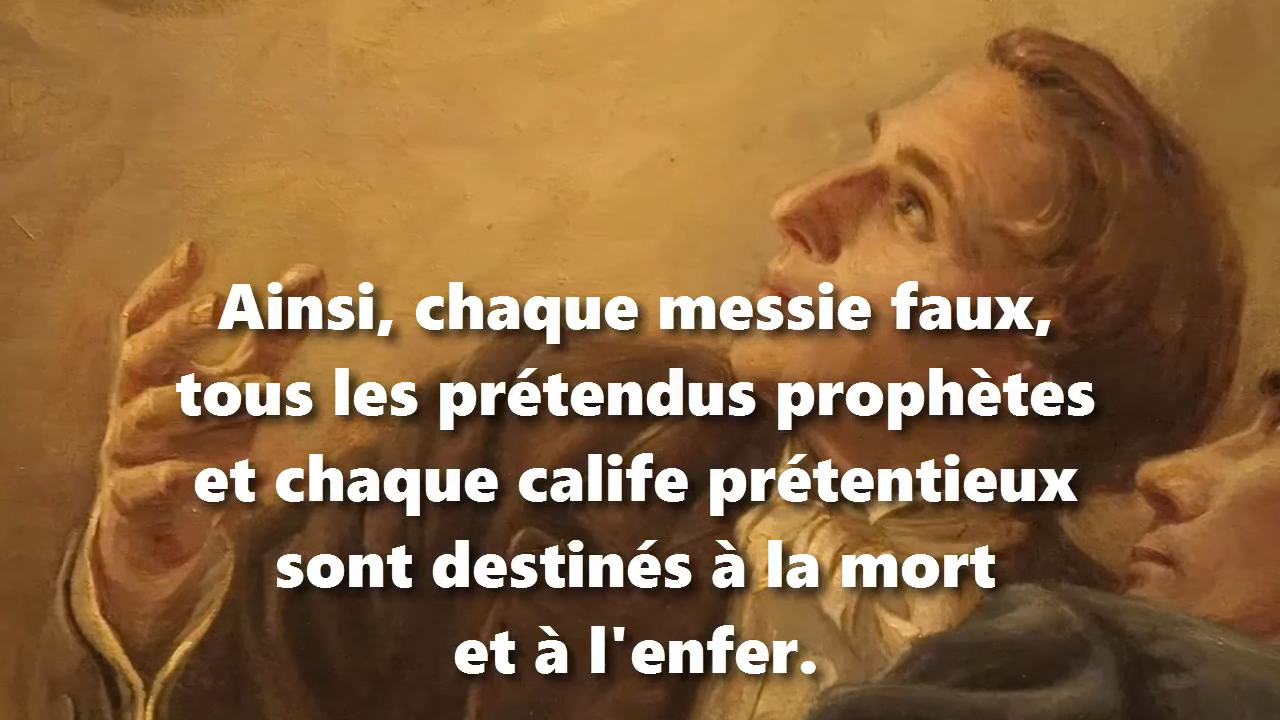 Ainsi, chaque messie faux,
tous les prétendus prophètes
et chaque calife prétentieux
sont destinés à la mort
et à l'enfer.